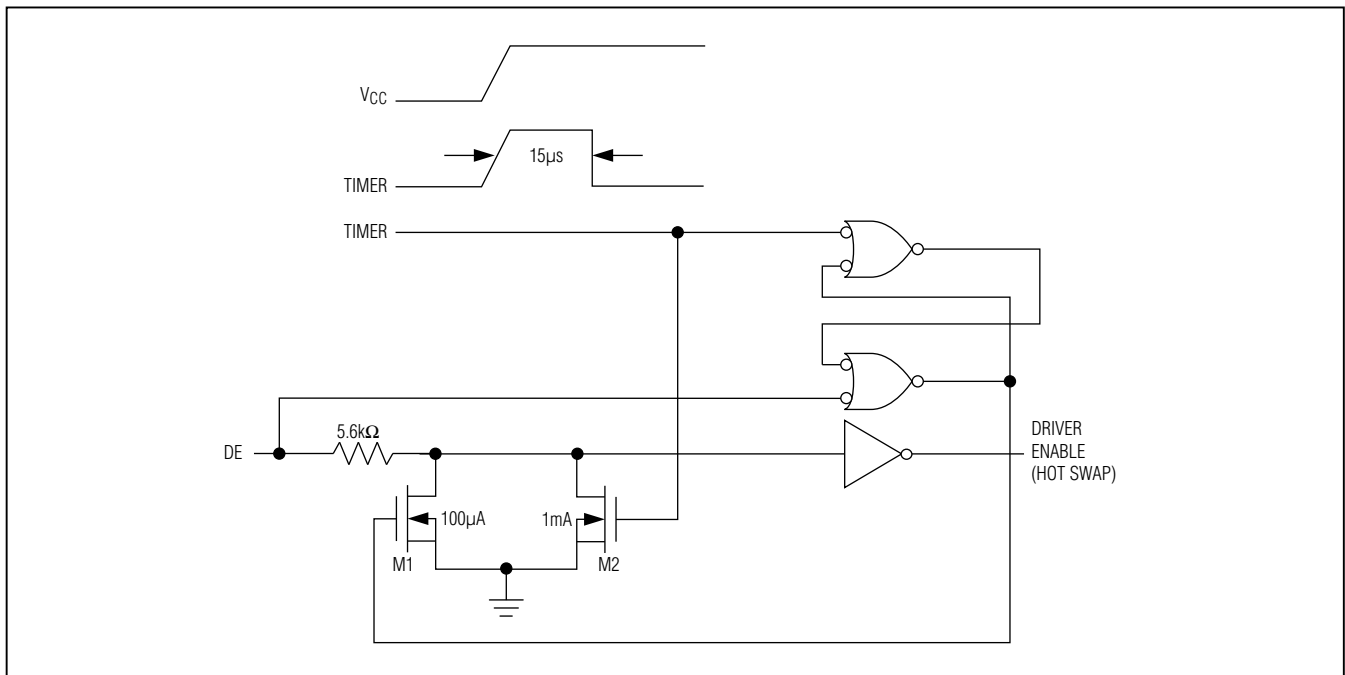 VCC
15µs
TIMER
TIMER
5.6kΩ
DE
DRIVER
ENABLE
(HOT SWAP)
100µA
1mA
M1
M2